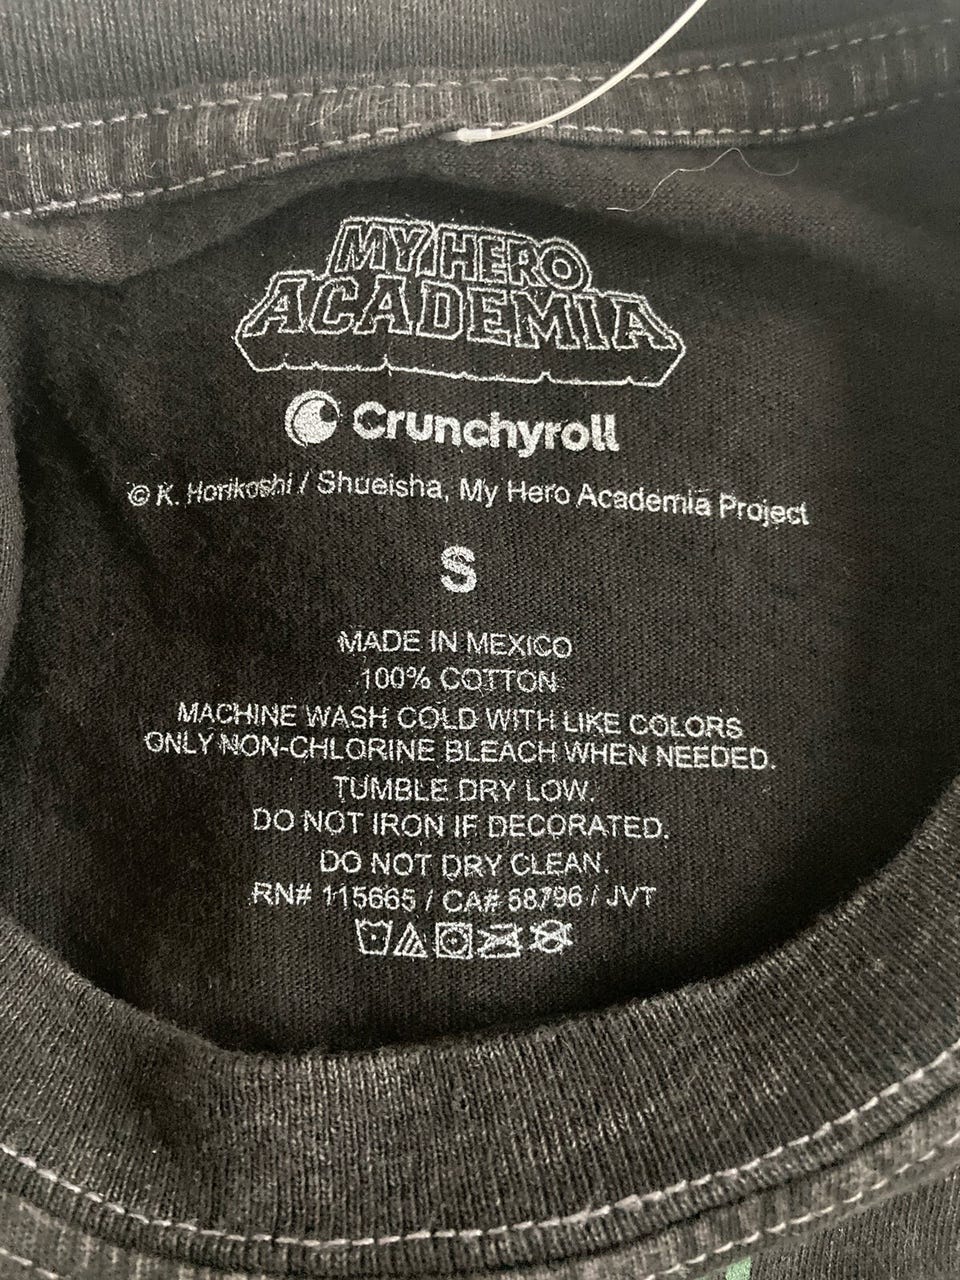 MY HERO
ACADEMIA
Crunchyroll
© K. Horikoshi / Shueisha, My Hero Academia Project
S
MADE IN MEXICO
100% COTTON
MACHINE WASH COLD WITH LIKE COLORS
ONLY NON-CHLORINE BLEACH WHEN NEEDED.
TUMBLE DRY LOW.
DO NOT IRON IF DECORATED.
DO NOT DRY CLEAN.
RN# 115665 / CA# 58796 / JVT